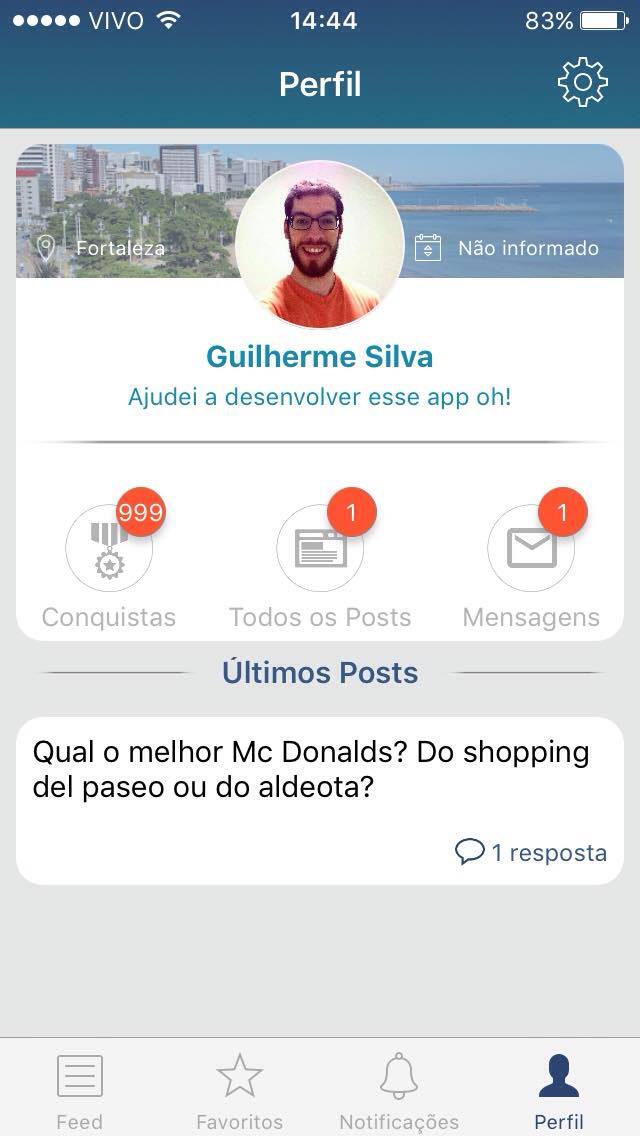 VIVO 14:44 83%
Perfil
Fortaleza Não informado
Guilherme Silva
Ajudei a desenvolver esse app oh!
999 1 1
Conquistas Todos os Posts Mensagens
Últimos Posts
Qual o melhor Mc Donalds? Do shopping
del paseo ou do aldeota?
1 resposta
Feed Favoritos Notificações Perfil